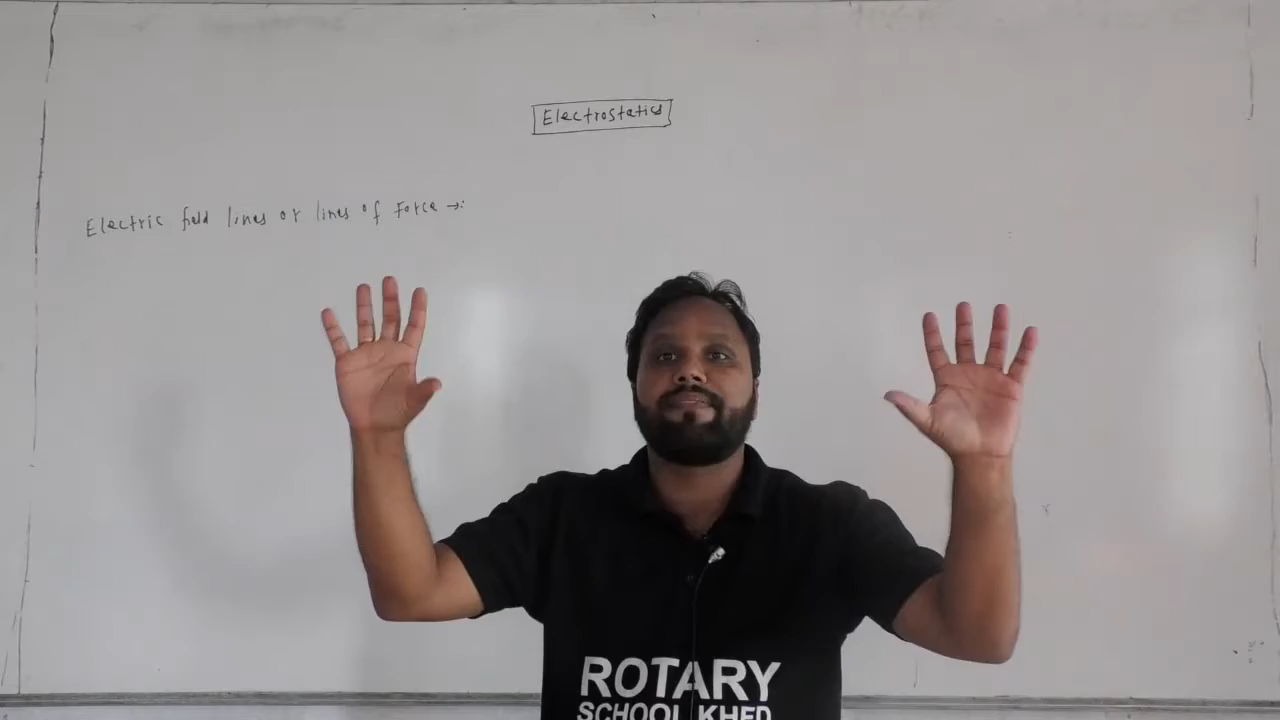 Electrostatics
Electric field lines or lines of Force →:
ROTARY
SCHOOL KHED